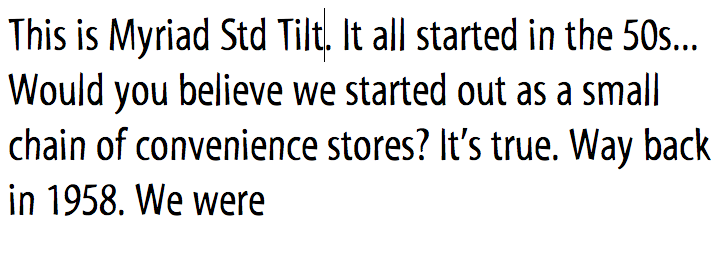 This is Myriad Std Tilt. It all started in the 50s...
Would you believe we started out as a small
chain of convenience stores? It’s true. Way back
in 1958. We were